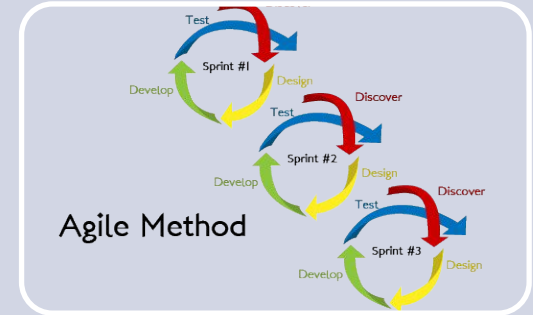 Discover
Test
Sprint #1
Design
Develop
Discover
Test
Sprint #2
Design
Develop
Discover
Test
Sprint #3
Design
Develop
Agile Method